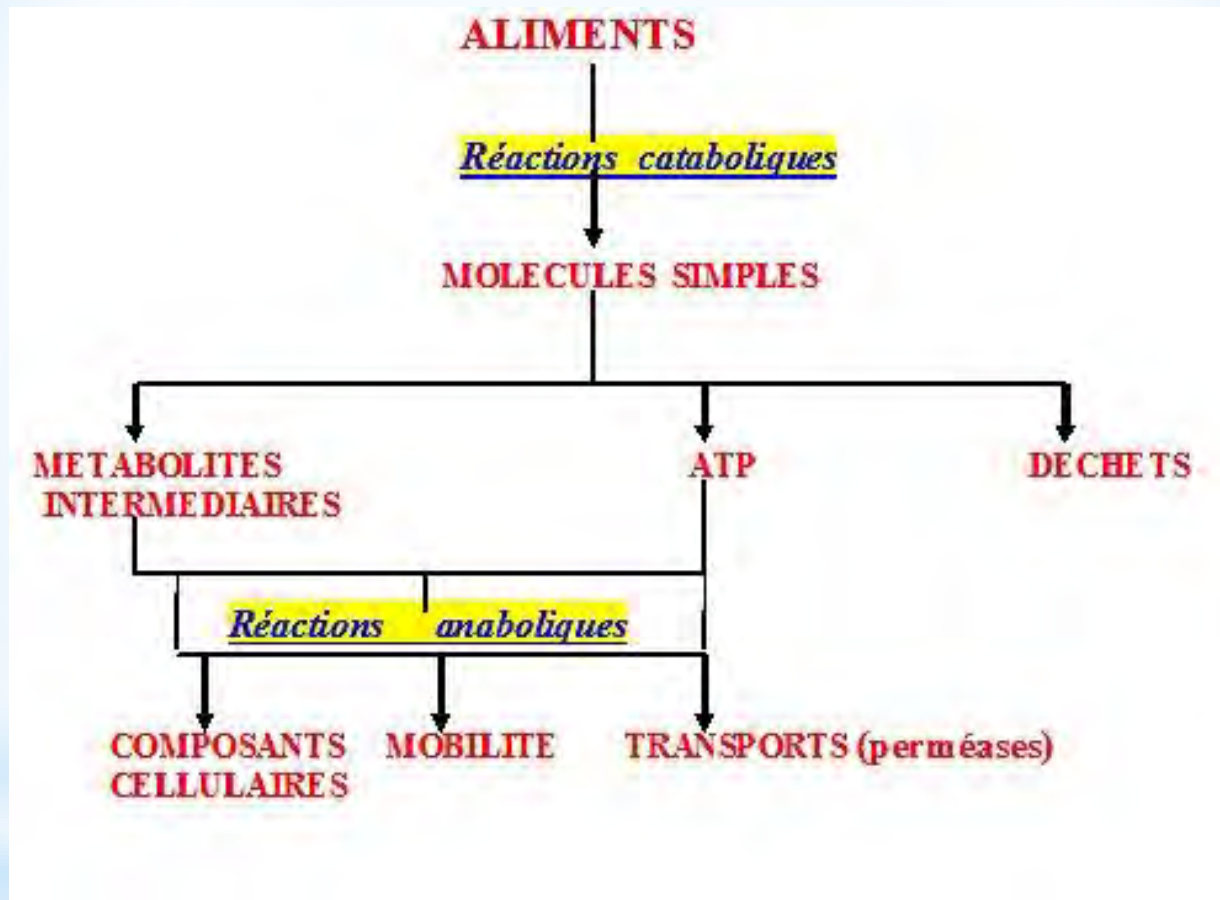 ALIMENTS
Réactions cataboliques
MOLECULES SIMPLES
METABOLITES
INTERMEDIAIRES
ATP
DECHETS
Réactions anaboliques
COMPOSANTS
CELLULAIRES
MOBILITE
TRANSPORTS (perméases)